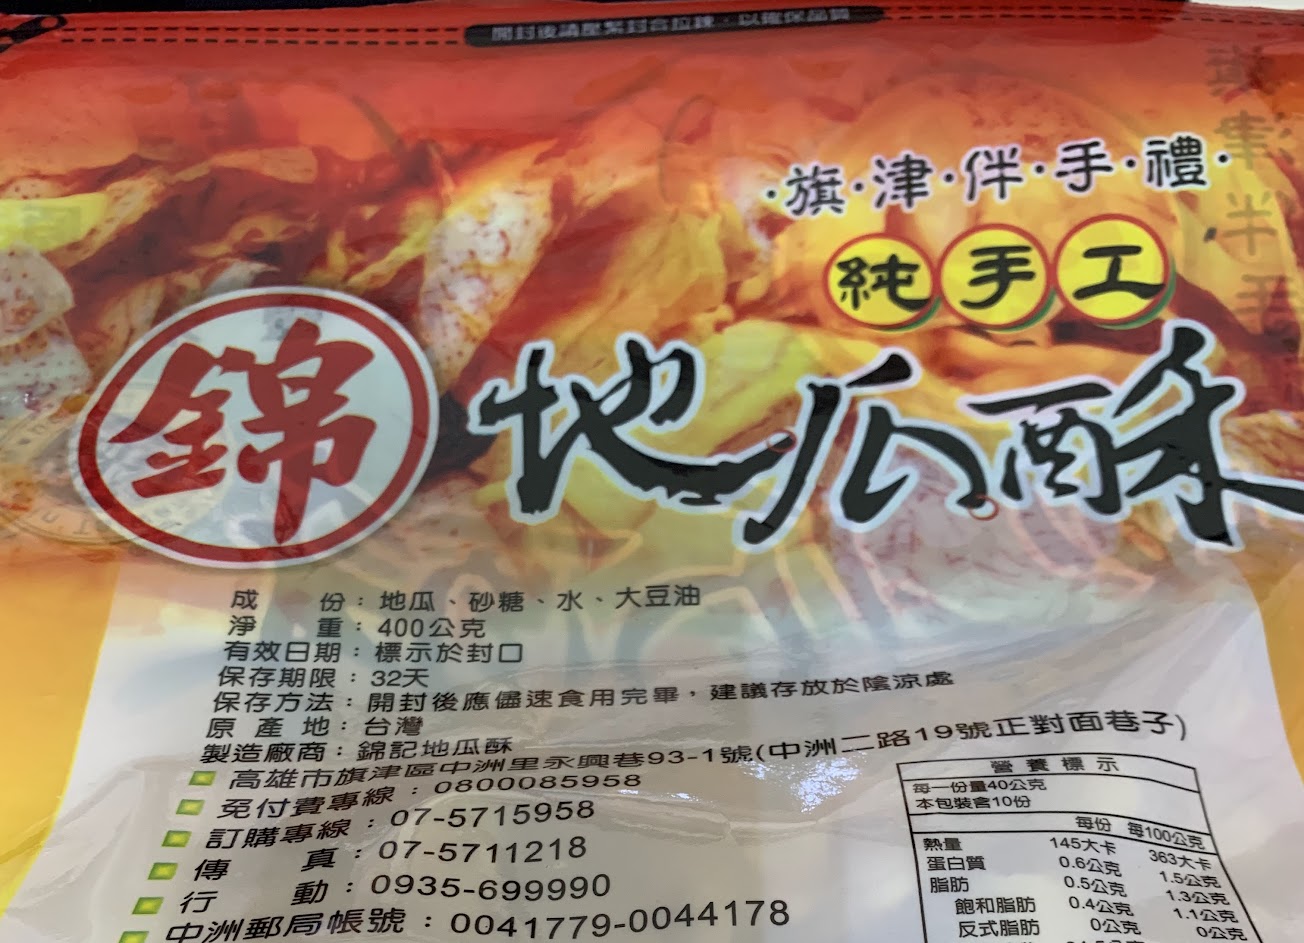 開封後請壓緊封合拉鍊，以確保品質
·旗·津·伴·手·禮·
純手工
錦
地瓜酥
成份：地瓜、砂糖、水、大豆油
淨重：400公克
有效日期：標示於封口
保存期限：32天
保存方法：開封後應儘速食用完畢，建議存放於陰涼處
原產地：台灣
製造廠商：錦記地瓜酥
高雄市旗津區中洲里永興巷93-1號(中洲二路19號正對面巷子)
免付費專線：0800085958
訂購專線：07-5715958
傳真：07-5711218
行動：0935-699990
中洲郵局帳號：0041779-0044178
營養標示
每一份量40公克
本包裝含10份
每份 每100公克
熱量 145大卡 363大卡
蛋白質 0.6公克 1.5公克
脂肪 0.5公克 1.3公克
飽和脂肪 0.4公克 1.1公克
反式脂肪 0公克 0公克